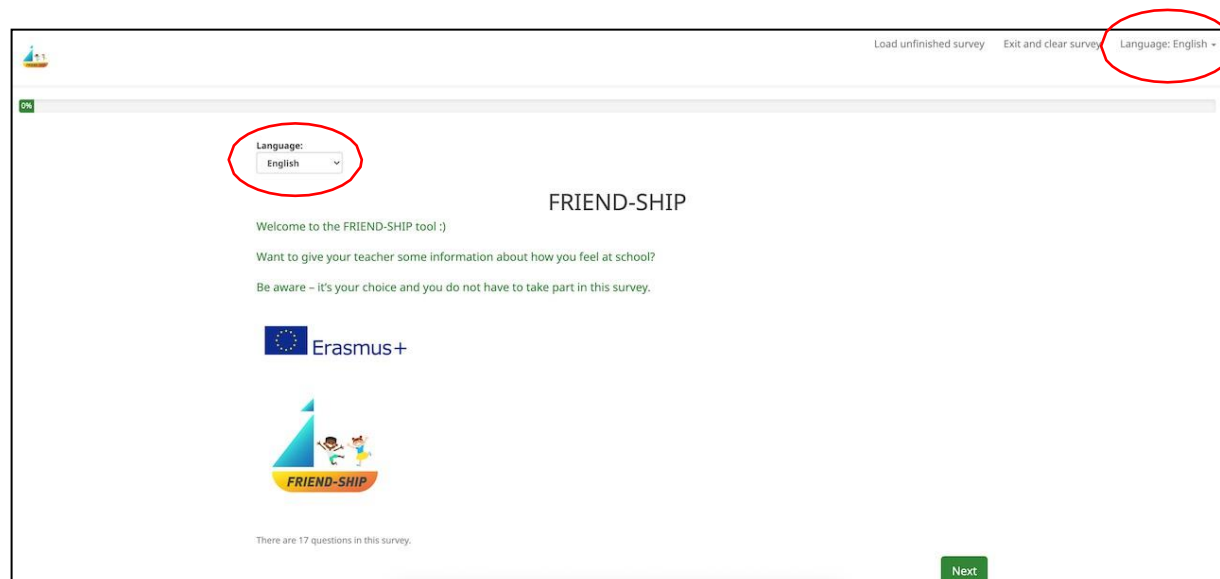 Load unfinished survey Exit and clear survey Language: English
0%
Language:
English
FRIEND-SHIP
Welcome to the FRIEND-SHIP tool :)
Want to give your teacher some information about how you feel at school?
Be aware – it's your choice and you do not have to take part in this survey.
Erasmus+
FRIEND-SHIP
There are 17 questions in this survey.
Next